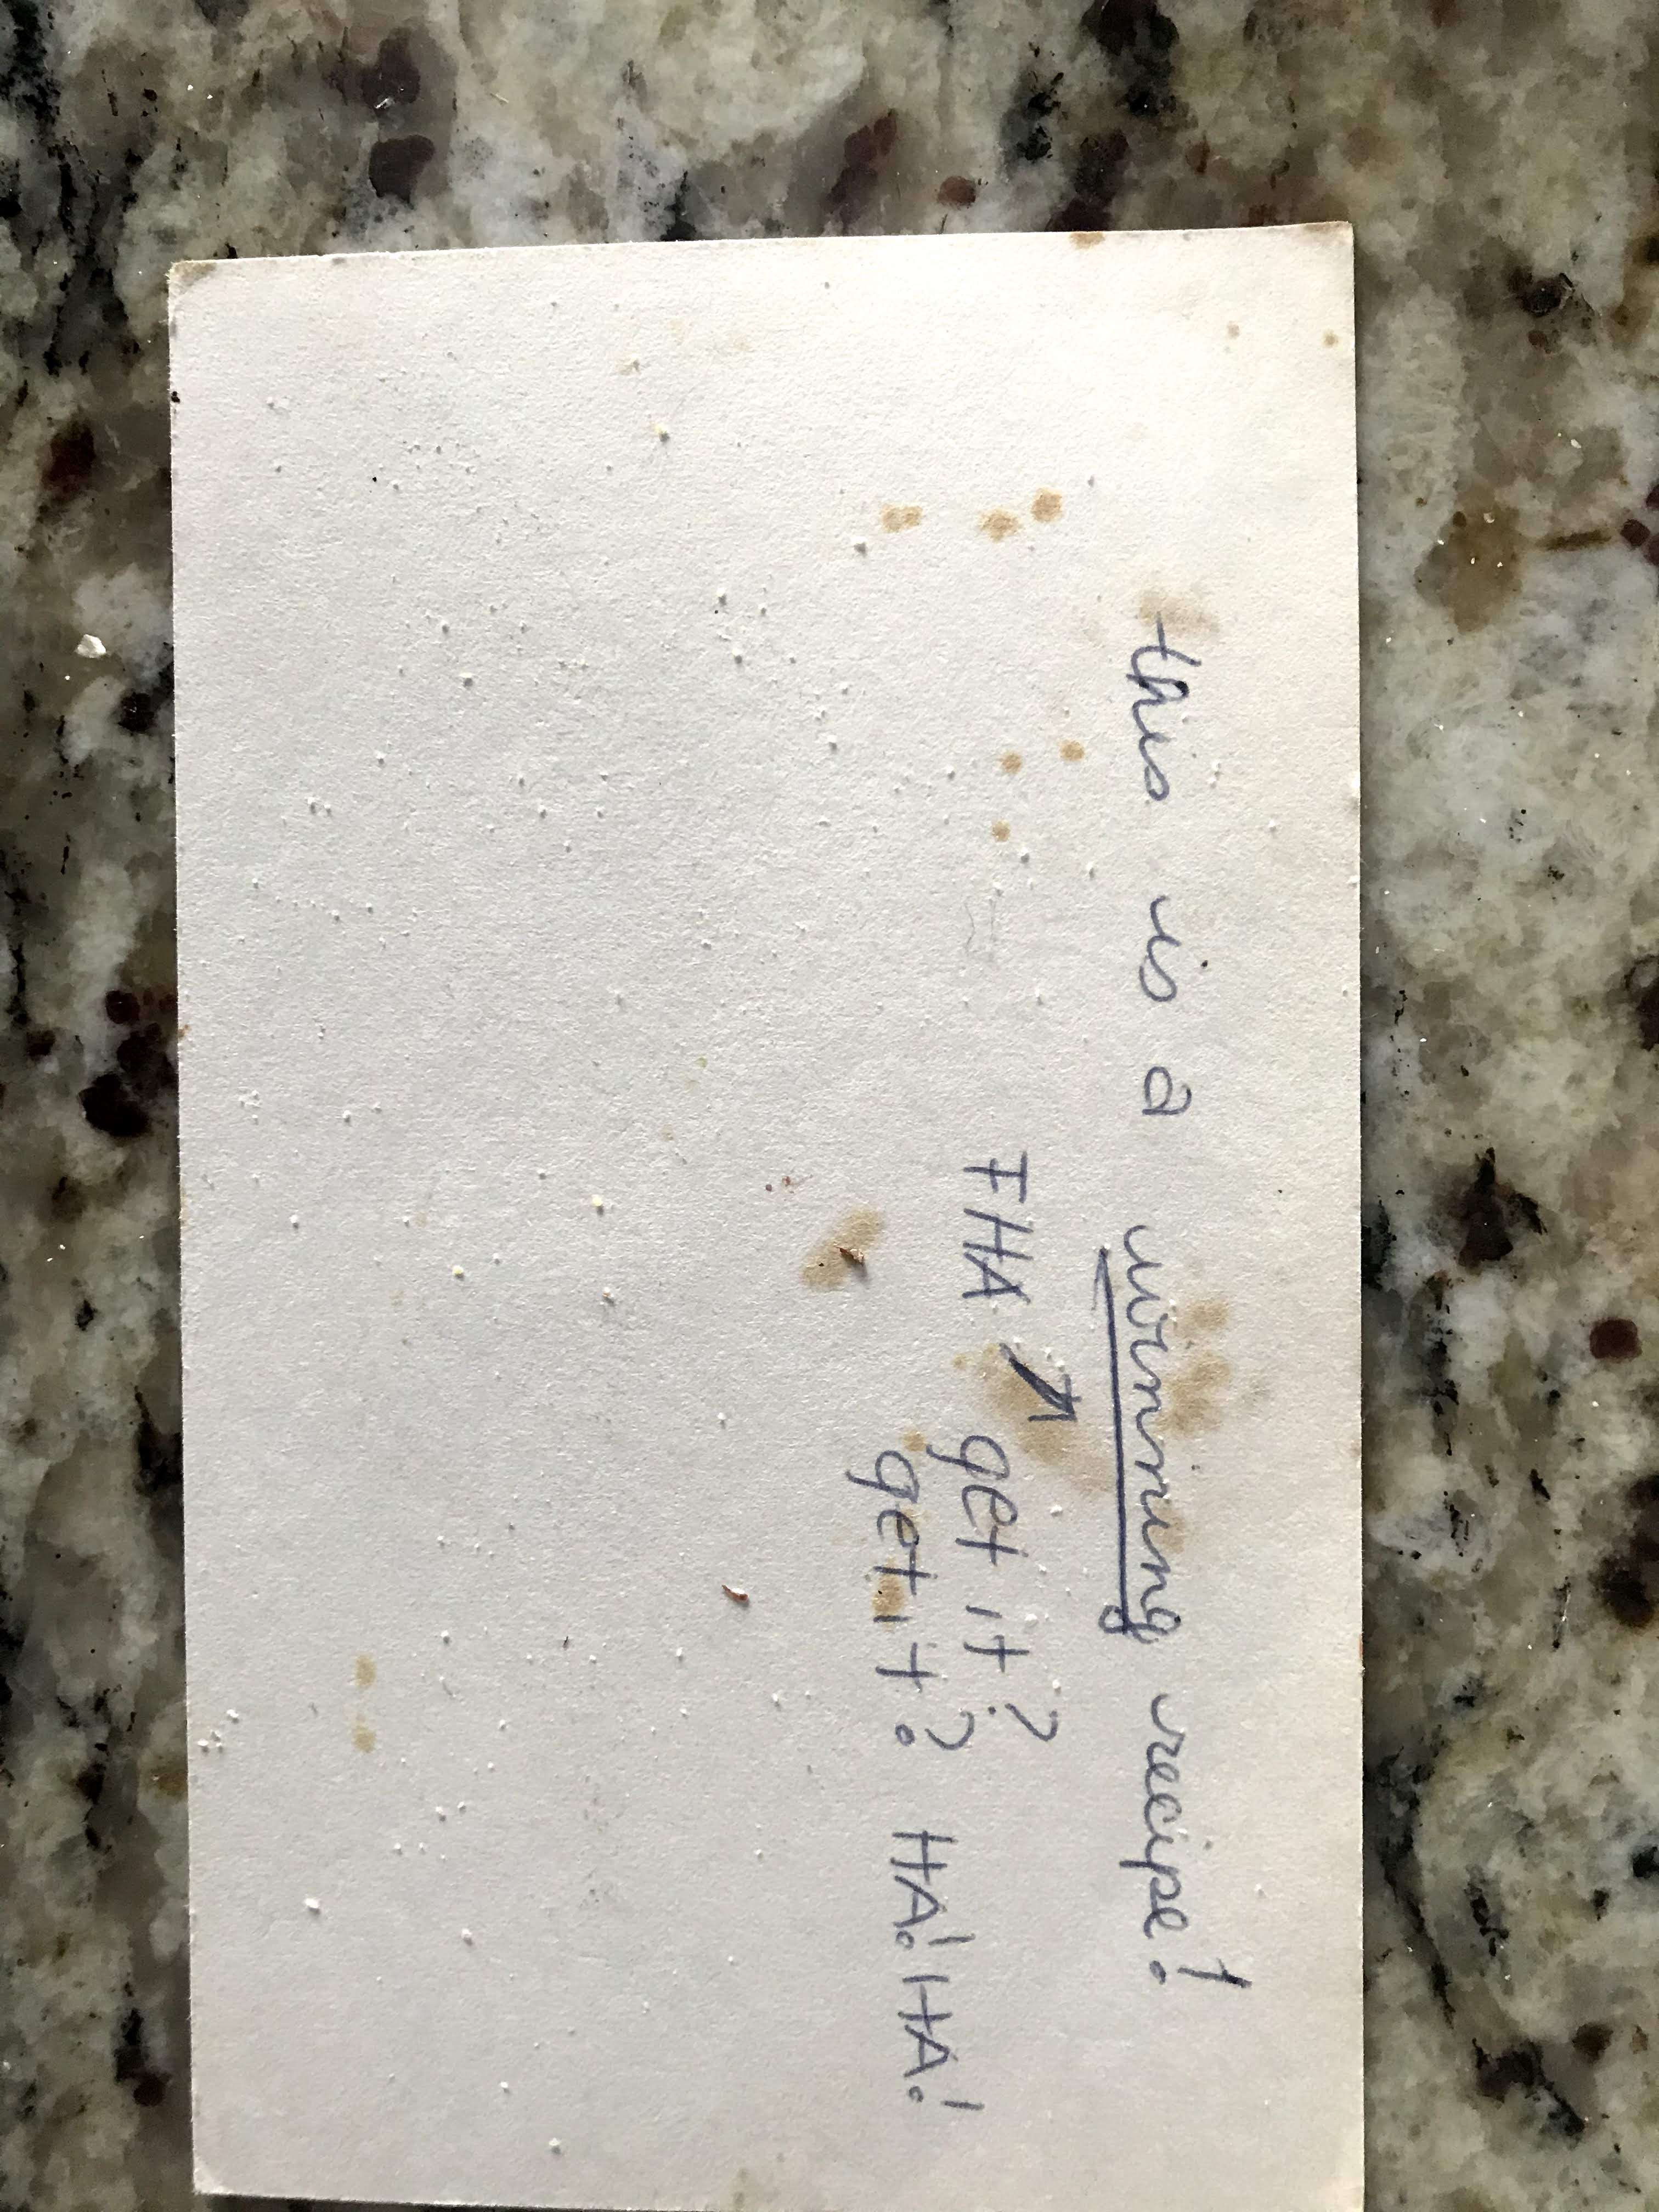 this is a winning recipe!
FHA ↗ get it?
get it? HA! HA!